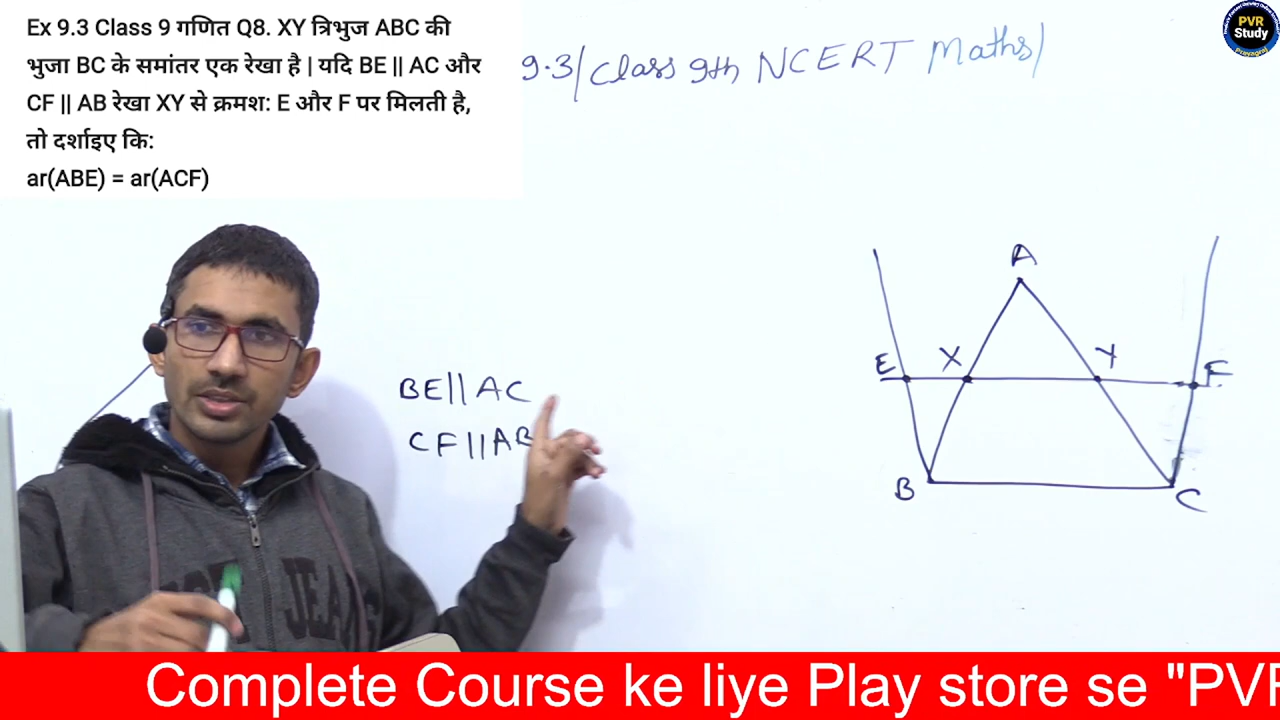 Ex 9.3 Class 9 गणित Q8. XY त्रिभुज ABC की
भुजा BC के समांतर एक रेखा है | यदि BE || AC और
CF || AB रेखा XY से क्रमश: E और F पर मिलती है,
तो दर्शाइए कि:
ar(ABE) = ar(ACF)
9.3/Class 9th NCERT Maths/
PVR
Study
A
E X Y F
BE||AC
CF||AB
B C
JEANS
Complete Course ke liye Play store se "PVR